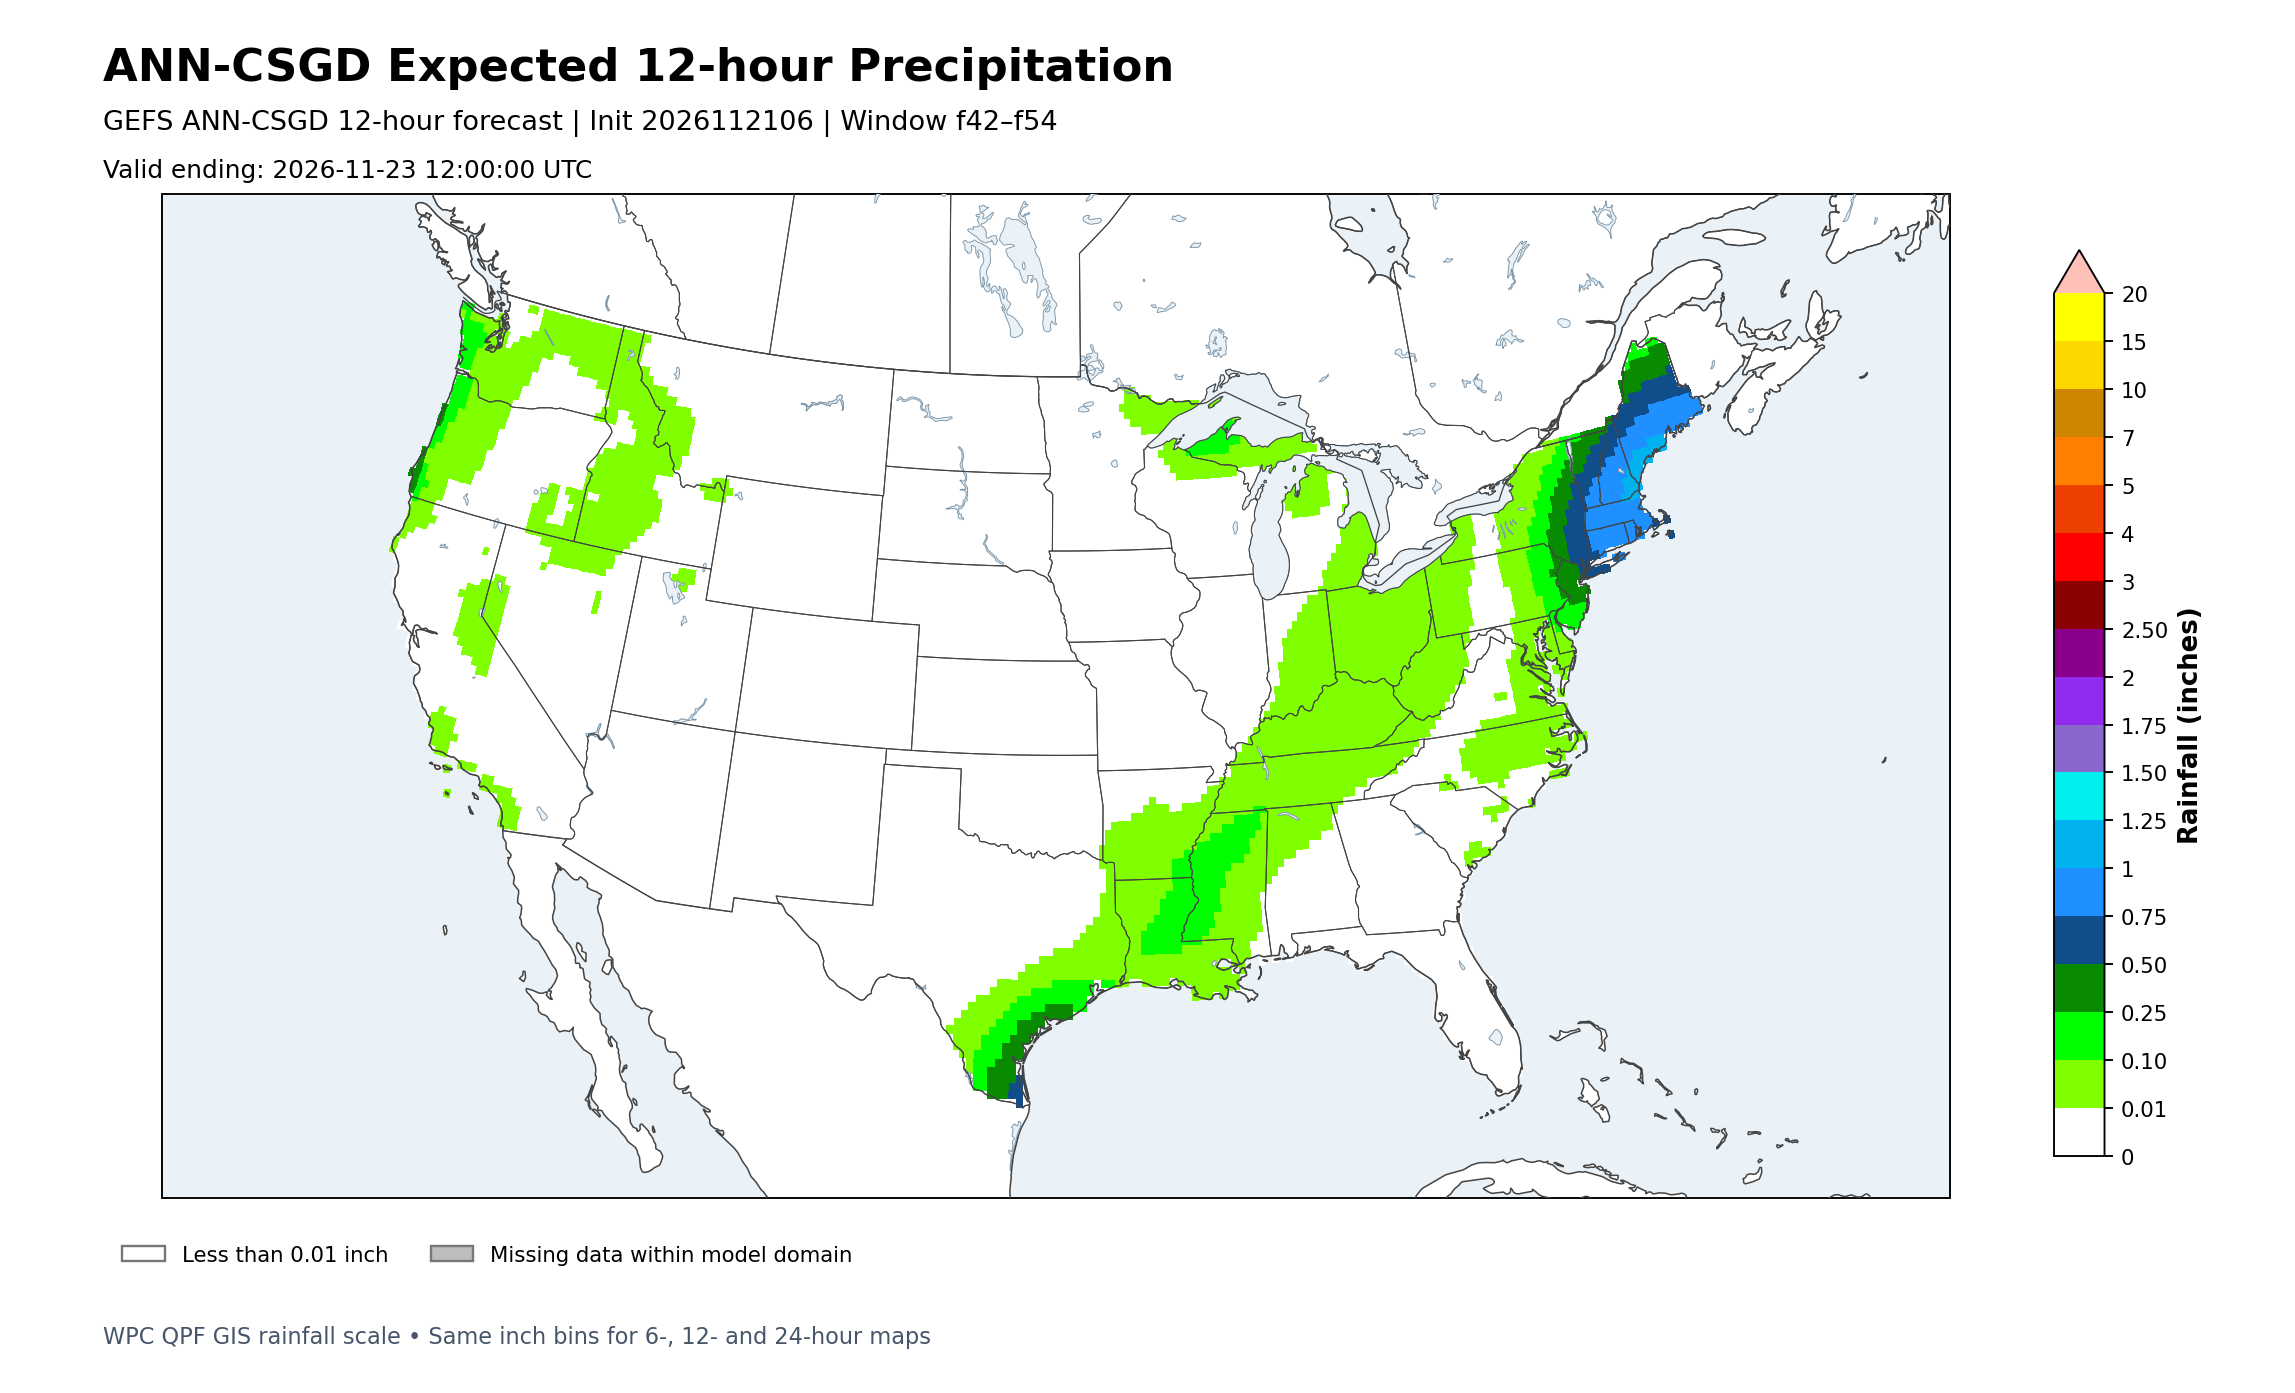 ANN-CSGD Expected 12-hour Precipitation
GEFS ANN-CSGD 12-hour forecast | Init 2026112106 | Window f42–f54
Valid ending: 2026-11-23 12:00:00 UTC
20
15
10
7
5
4
3
2.50
2
1.75
1.50
1.25
1
0.75
0.50
0.25
0.10
0.01
0
Rainfall (inches)
Less than 0.01 inch
Missing data within model domain
WPC QPF GIS rainfall scale • Same inch bins for 6-, 12- and 24-hour maps